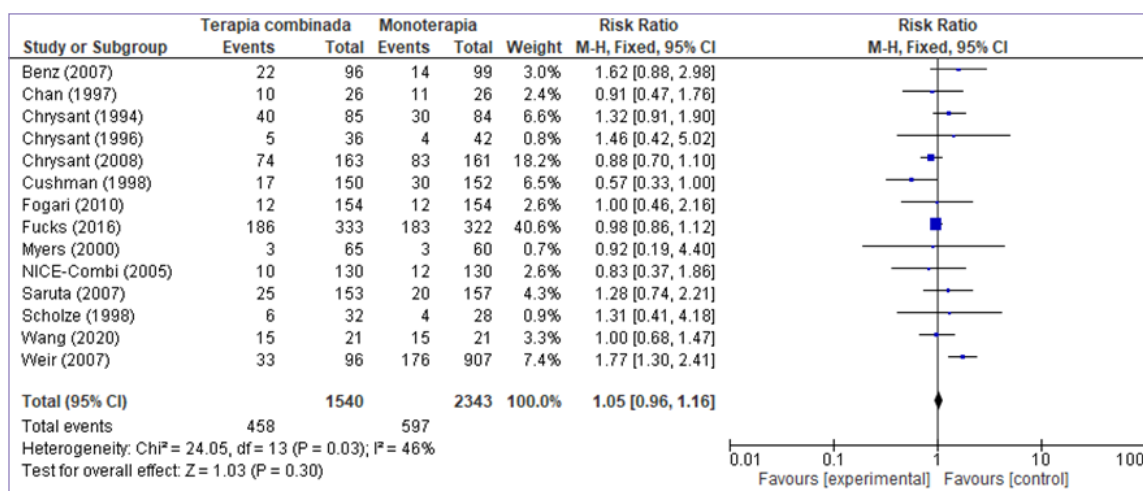 Terapia combinada Monoterapia Risk Ratio Risk Ratio
Study or Subgroup Events Total Events Total Weight M-H, Fixed, 95% CI M-H, Fixed, 95% CI
Benz (2007) 22 96 14 99 3.0% 1.62 [0.88, 2.98]
Chan (1997) 10 26 11 26 2.4% 0.91 [0.47, 1.76]
Chrysant (1994) 40 85 30 84 6.6% 1.32 [0.91, 1.90]
Chrysant (1996) 5 36 4 42 0.8% 1.46 [0.42, 5.02]
Chrysant (2008) 74 163 83 161 18.2% 0.88 [0.70, 1.10]
Cushman (1998) 17 150 30 152 6.5% 0.57 [0.33, 1.00]
Fogari (2010) 12 154 12 154 2.6% 1.00 [0.46, 2.16]
Fucks (2016) 186 333 183 322 40.6% 0.98 [0.86, 1.12]
Myers (2000) 3 65 3 60 0.7% 0.92 [0.19, 4.40]
NICE-Combi (2005) 10 130 12 130 2.6% 0.83 [0.37, 1.86]
Saruta (2007) 25 153 20 157 4.3% 1.28 [0.74, 2.21]
Scholze (1998) 6 32 4 28 0.9% 1.31 [0.41, 4.18]
Wang (2020) 15 21 15 21 3.3% 1.00 [0.68, 1.47]
Weir (2007) 33 96 176 907 7.4% 1.77 [1.30, 2.41]
Total (95% CI) 1540 2343 100.0% 1.05 [0.96, 1.16]
Total events 458 597
Heterogeneity: Chi² = 24.05, df = 13 (P = 0.03); I² = 46%
Test for overall effect: Z = 1.03 (P = 0.30)
0.01 0.1 1 10 100
Favours [experimental] Favours [control]